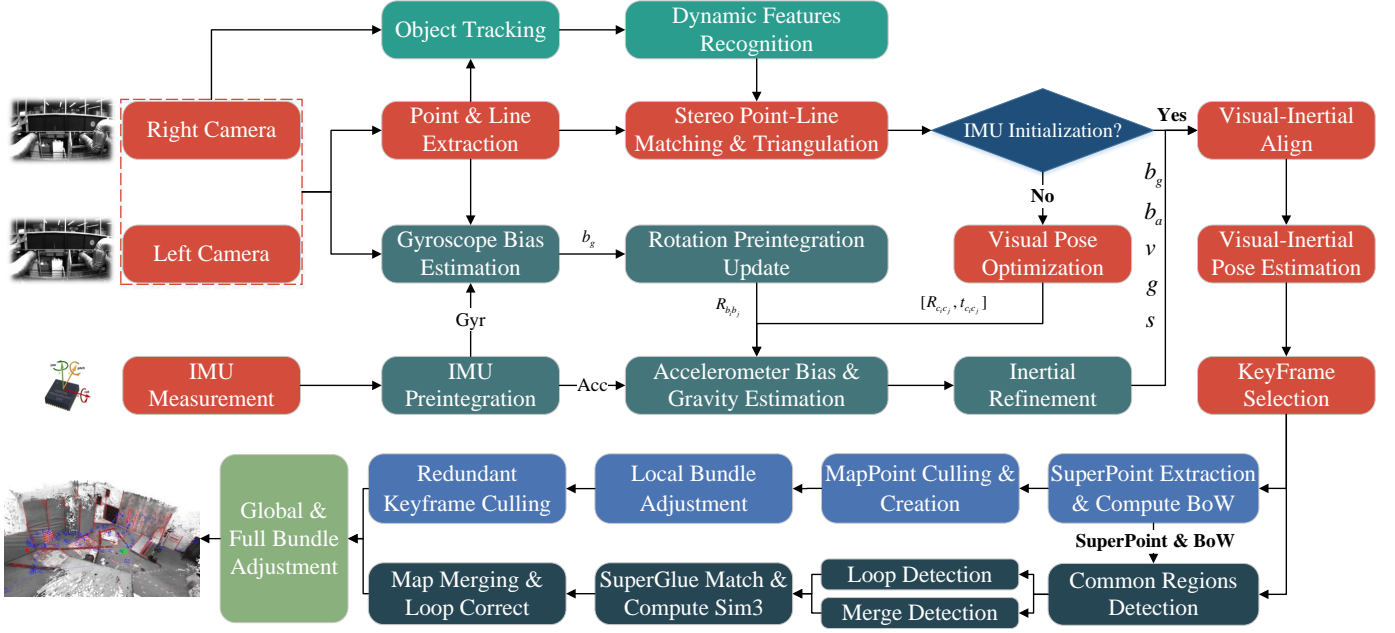 Object Tracking
Dynamic Features
Recognition
Right Camera
Point & Line
Extraction
Stereo Point-Line
Matching & Triangulation
IMU Initialization?
Yes
Visual-Inertial
Align
No
b_g
b_a
v
g
s
Left Camera
Gyroscope Bias
Estimation
b_g
Rotation Preintegration
Update
Visual Pose
Optimization
Visual-Inertial
Pose Estimation
Gyr
R_{b_i b_j}
[R_{c_i c_j}, t_{c_i c_j}]
IMU
Measurement
IMU
Preintegration
Acc
Accelerometer Bias &
Gravity Estimation
Inertial
Refinement
KeyFrame
Selection
Global &
Full Bundle
Adjustment
Redundant
Keyframe Culling
Local Bundle
Adjustment
MapPoint Culling &
Creation
SuperPoint Extraction
& Compute BoW
SuperPoint & BoW
Map Merging &
Loop Correct
SuperGlue Match &
Compute Sim3
Loop Detection
Merge Detection
Common Regions
Detection